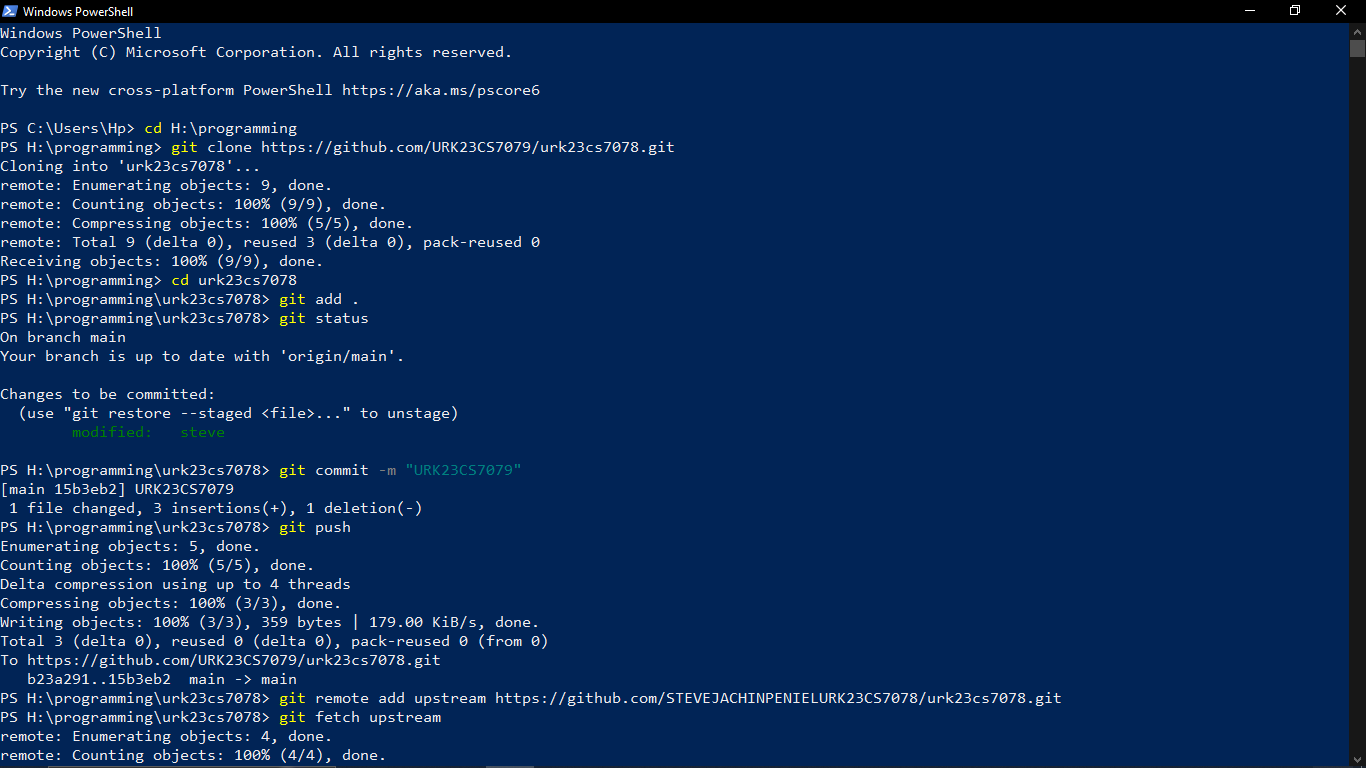 Windows PowerShell
Windows PowerShell
Copyright (C) Microsoft Corporation. All rights reserved.
Try the new cross-platform PowerShell https://aka.ms/pscore6
PS C:\Users\Hp> cd H:\programming
PS H:\programming> git clone https://github.com/URK23CS7079/urk23cs7078.git
Cloning into 'urk23cs7078'...
remote: Enumerating objects: 9, done.
remote: Counting objects: 100% (9/9), done.
remote: Compressing objects: 100% (5/5), done.
remote: Total 9 (delta 0), reused 3 (delta 0), pack-reused 0
Receiving objects: 100% (9/9), done.
PS H:\programming> cd urk23cs7078
PS H:\programming\urk23cs7078> git add .
PS H:\programming\urk23cs7078> git status
On branch main
Your branch is up to date with 'origin/main'.
Changes to be committed:
  (use "git restore --staged <file>..." to unstage)
        modified:   steve
PS H:\programming\urk23cs7078> git commit -m "URK23CS7079"
[main 15b3eb2] URK23CS7079
 1 file changed, 3 insertions(+), 1 deletion(-)
PS H:\programming\urk23cs7078> git push
Enumerating objects: 5, done.
Counting objects: 100% (5/5), done.
Delta compression using up to 4 threads
Compressing objects: 100% (3/3), done.
Writing objects: 100% (3/3), 359 bytes | 179.00 KiB/s, done.
Total 3 (delta 0), reused 0 (delta 0), pack-reused 0 (from 0)
To https://github.com/URK23CS7079/urk23cs7078.git
   b23a291..15b3eb2  main -> main
PS H:\programming\urk23cs7078> git remote add upstream https://github.com/STEVEJACHINPENIELURK23CS7078/urk23cs7078.git
PS H:\programming\urk23cs7078> git fetch upstream
remote: Enumerating objects: 4, done.
remote: Counting objects: 100% (4/4), done.